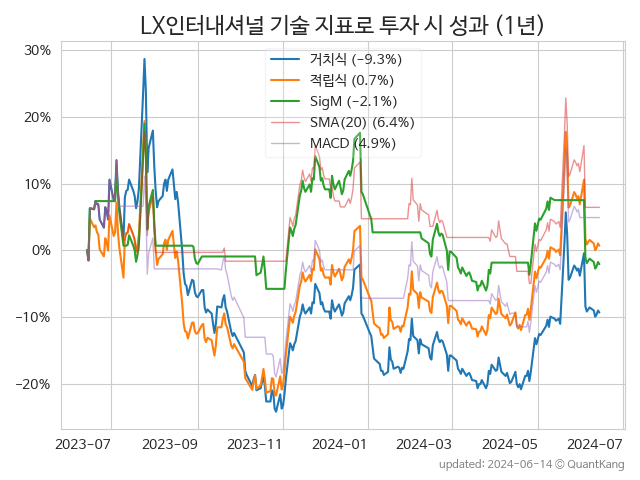 LX인터내셔널 기술 지표로 투자 시 성과 (1년)
거치식 (−9.3%)
적립식 (0.7%)
SigM (−2.1%)
SMA(20) (6.4%)
MACD (4.9%)
30%
20%
10%
0%
−10%
−20%
2023-07 2023-09 2023-11 2024-01 2024-03 2024-05 2024-07
updated: 2024-06-14 ⓒ QuantKang